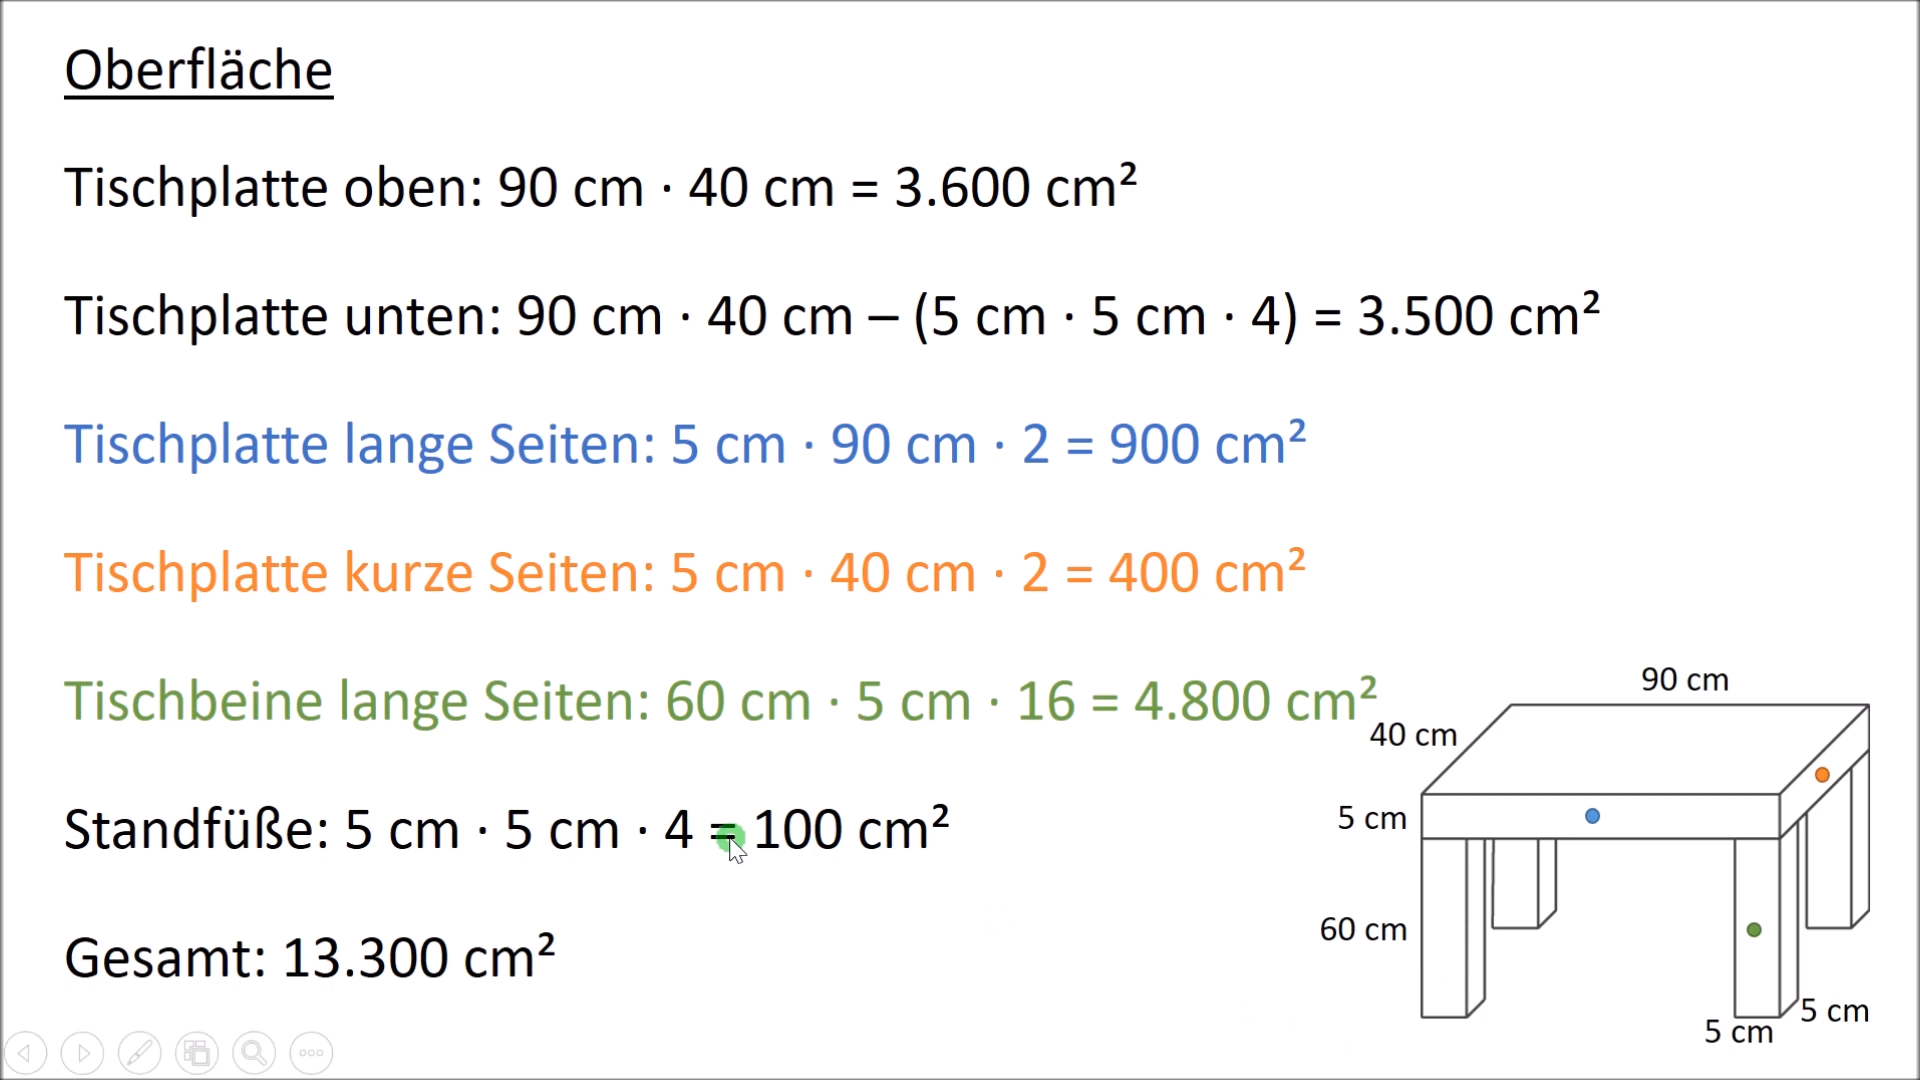 Oberfläche
Tischplatte oben: 90 cm · 40 cm = 3.600 cm²
Tischplatte unten: 90 cm · 40 cm – (5 cm · 5 cm · 4) = 3.500 cm²
Tischplatte lange Seiten: 5 cm · 90 cm · 2 = 900 cm²
Tischplatte kurze Seiten: 5 cm · 40 cm · 2 = 400 cm²
Tischbeine lange Seiten: 60 cm · 5 cm · 16 = 4.800 cm²
Standfüße: 5 cm · 5 cm · 4 = 100 cm²
Gesamt: 13.300 cm²
90 cm
40 cm
5 cm
60 cm
5 cm
5 cm